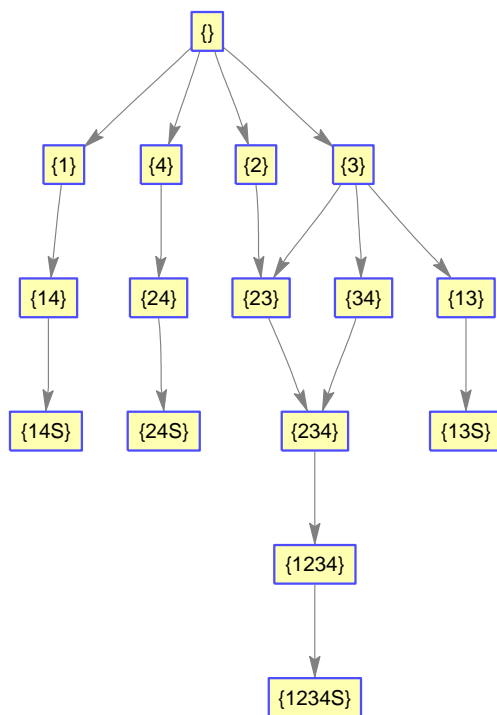 {}
{1} {4} {2} {3}
{14} {24} {23} {34} {13}
{14S} {24S} {234} {13S}
{1234}
{1234S}